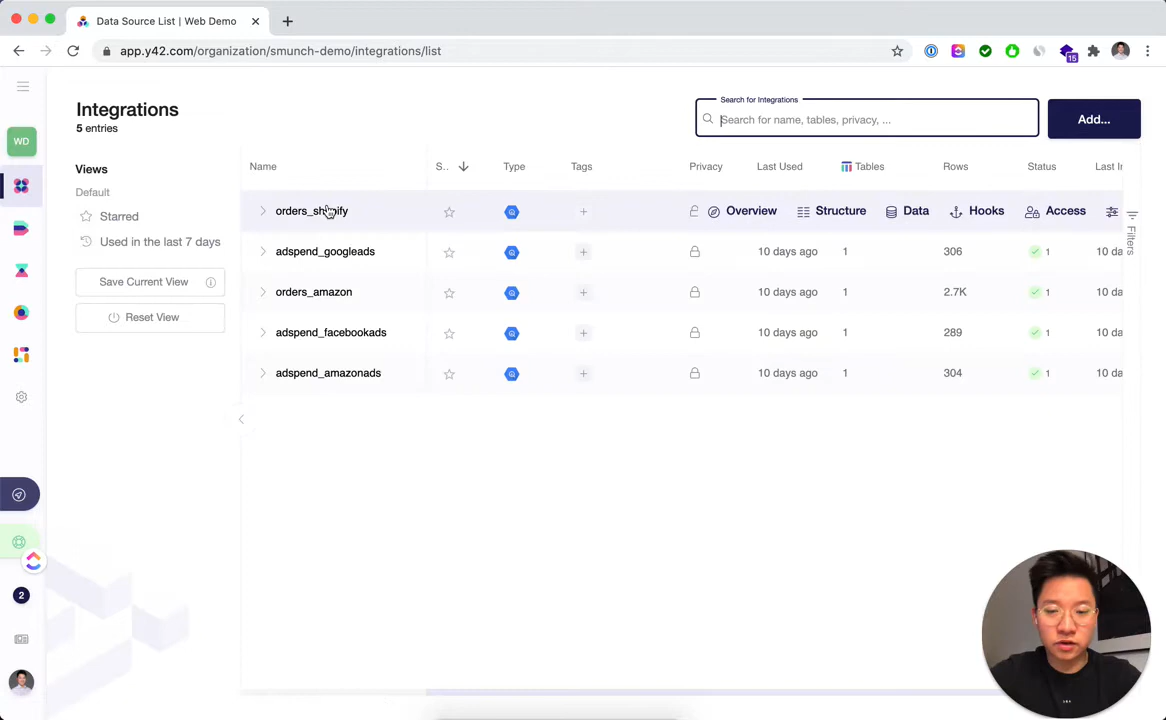 Data Source List | Web Demo
app.y42.com/organization/smunch-demo/integrations/list
15
Integrations
5 entries
Search for Integrations
Search for name, tables, privacy, ...
Add...
WD
Views
Default
Starred
Used in the last 7 days
Save Current View
Reset View
Name S.. Type Tags Privacy Last Used Tables Rows Status Last In
orders_shopify Overview Structure Data Hooks Access
adspend_googleads 10 days ago 1 306 1 10 da
orders_amazon 10 days ago 1 2.7K 1 10 da
adspend_facebookads 10 days ago 1 289 1 10 da
adspend_amazonads 10 days ago 1 304 1 10 da
Filters
2